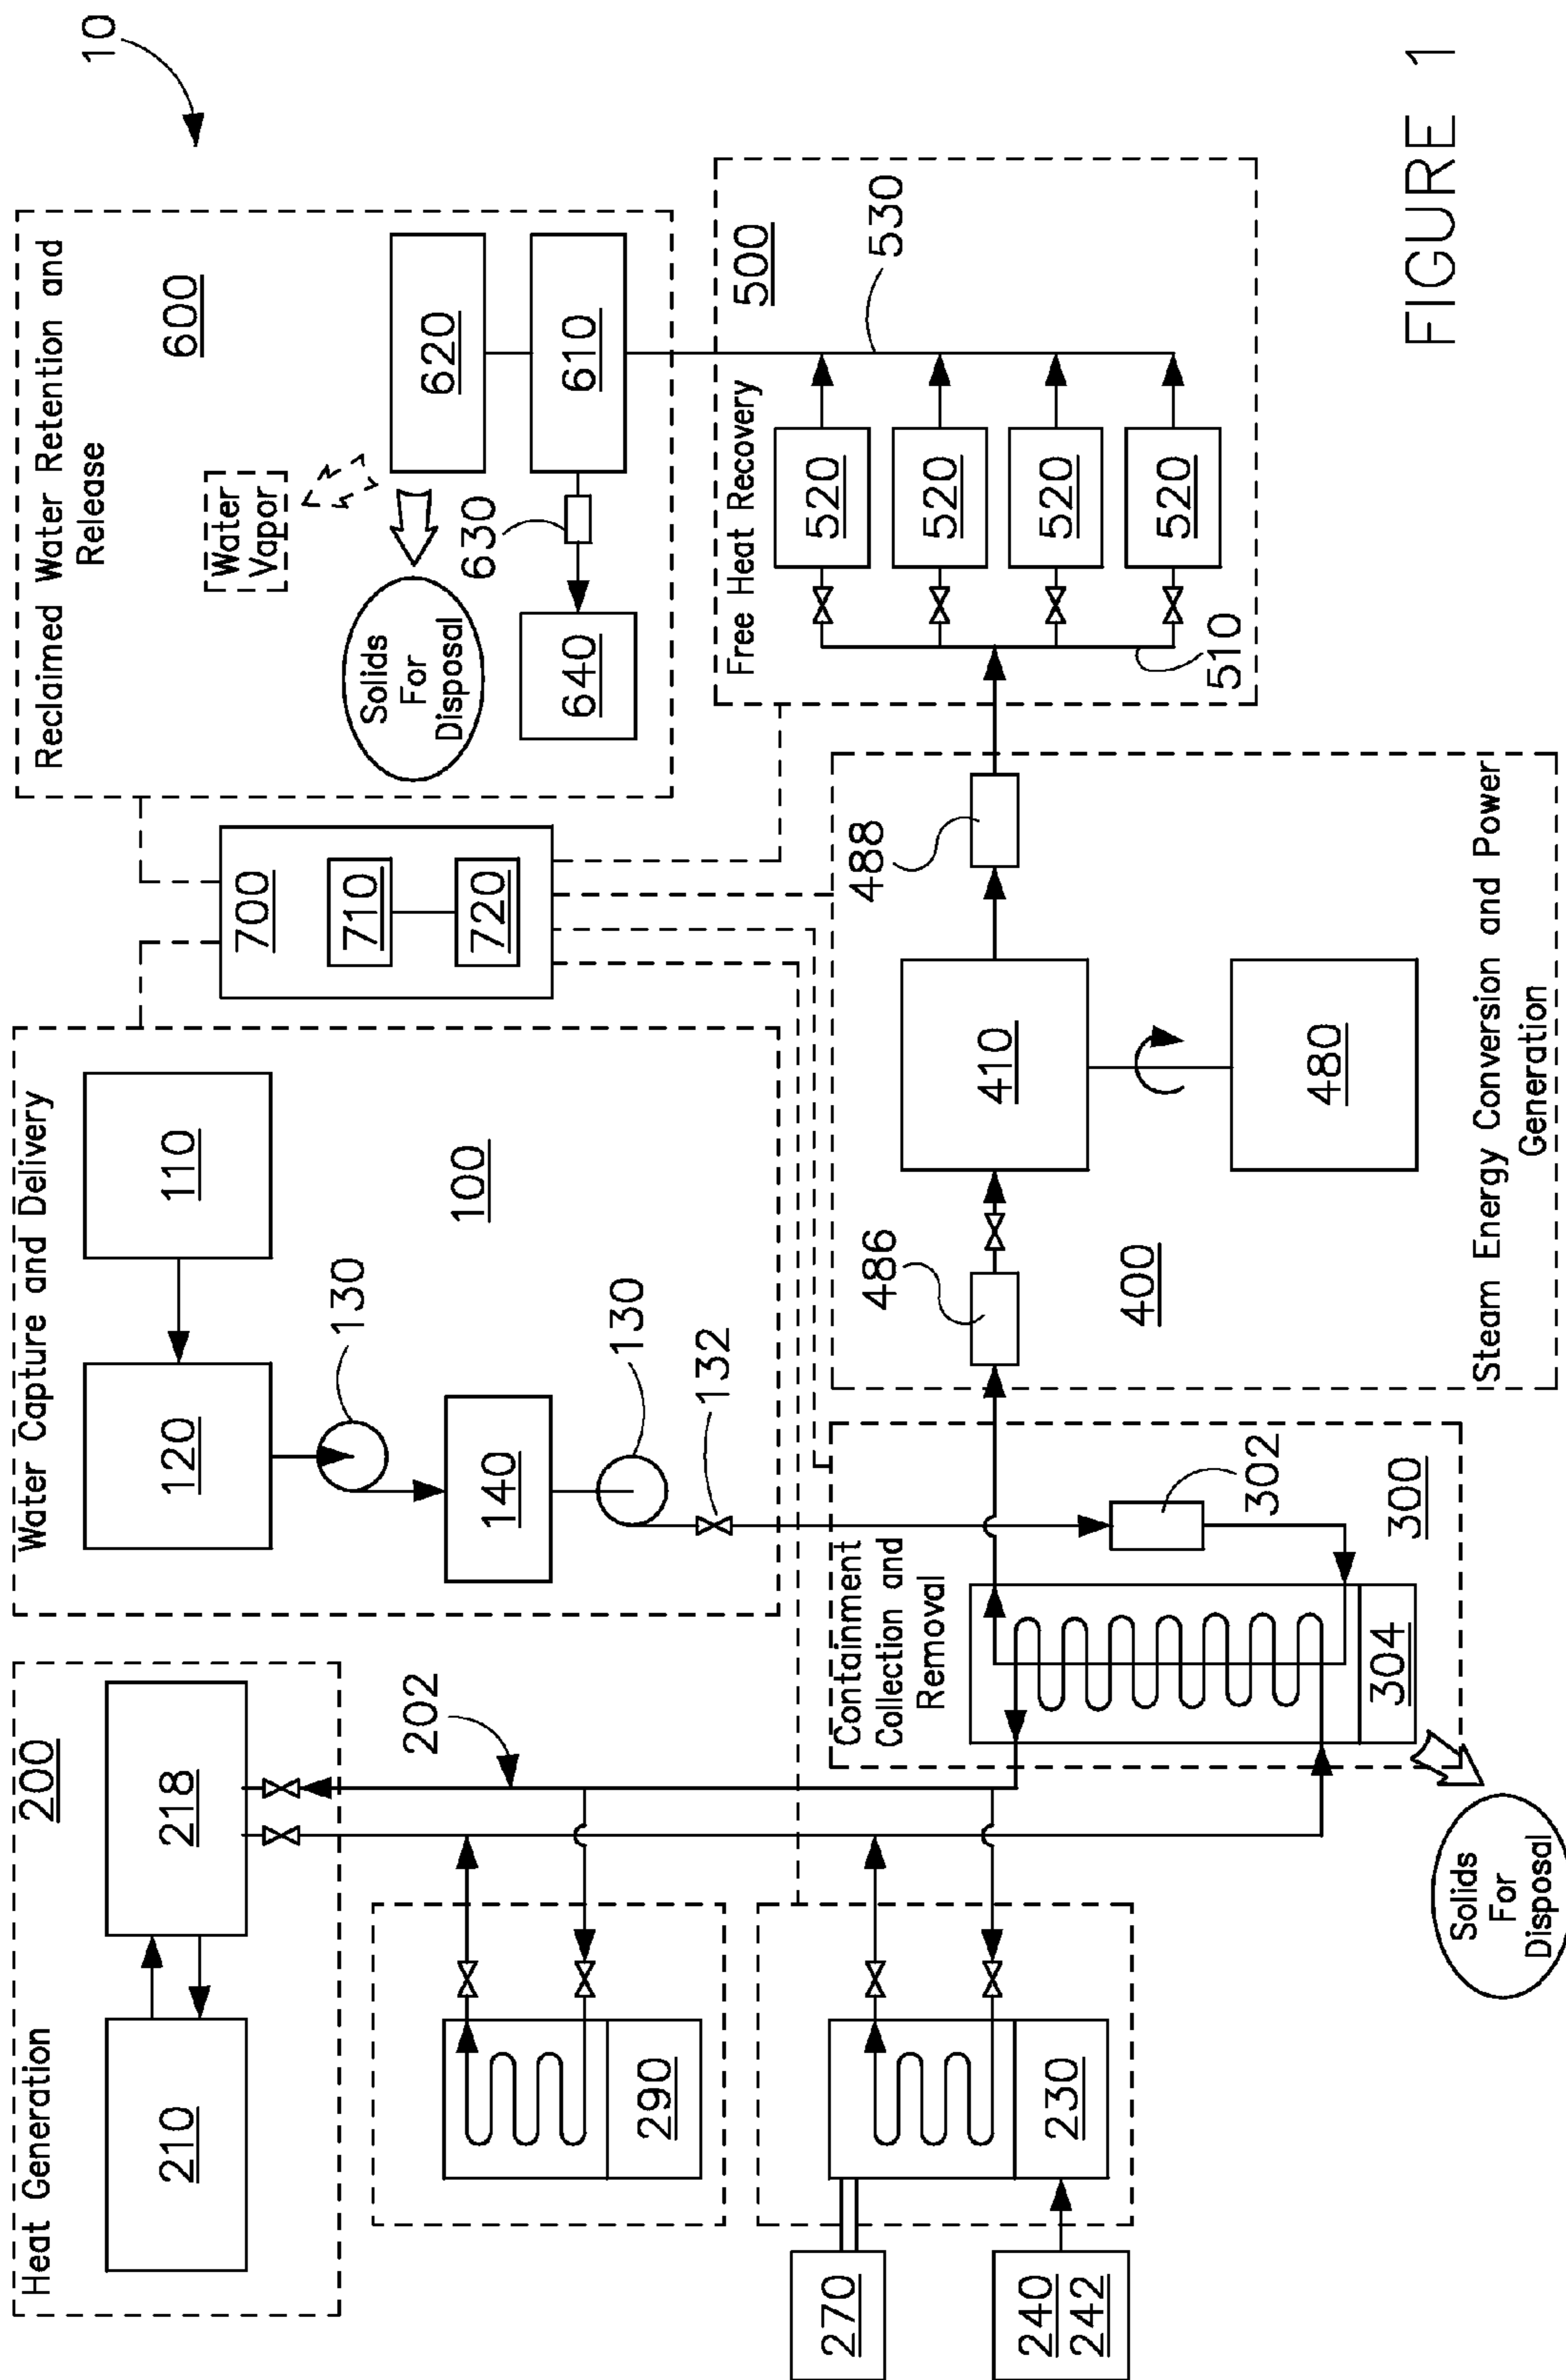 10
Heat Generation
200
210
218
202
290
230
270
240
242
Water Capture and Delivery
110
120
130
140
130
132
100
Containment
Collection and
Removal
302
300
304
Solids
For
Disposal
700
710
720
Reclaimed Water Retention and
Release
600
Water
Vapor
620
610
630
640
Solids
For
Disposal
Free Heat Recovery
500
530
520
520
520
520
510
486
488
410
480
400
Steam Energy Conversion and Power
Generation
FIGURE 1